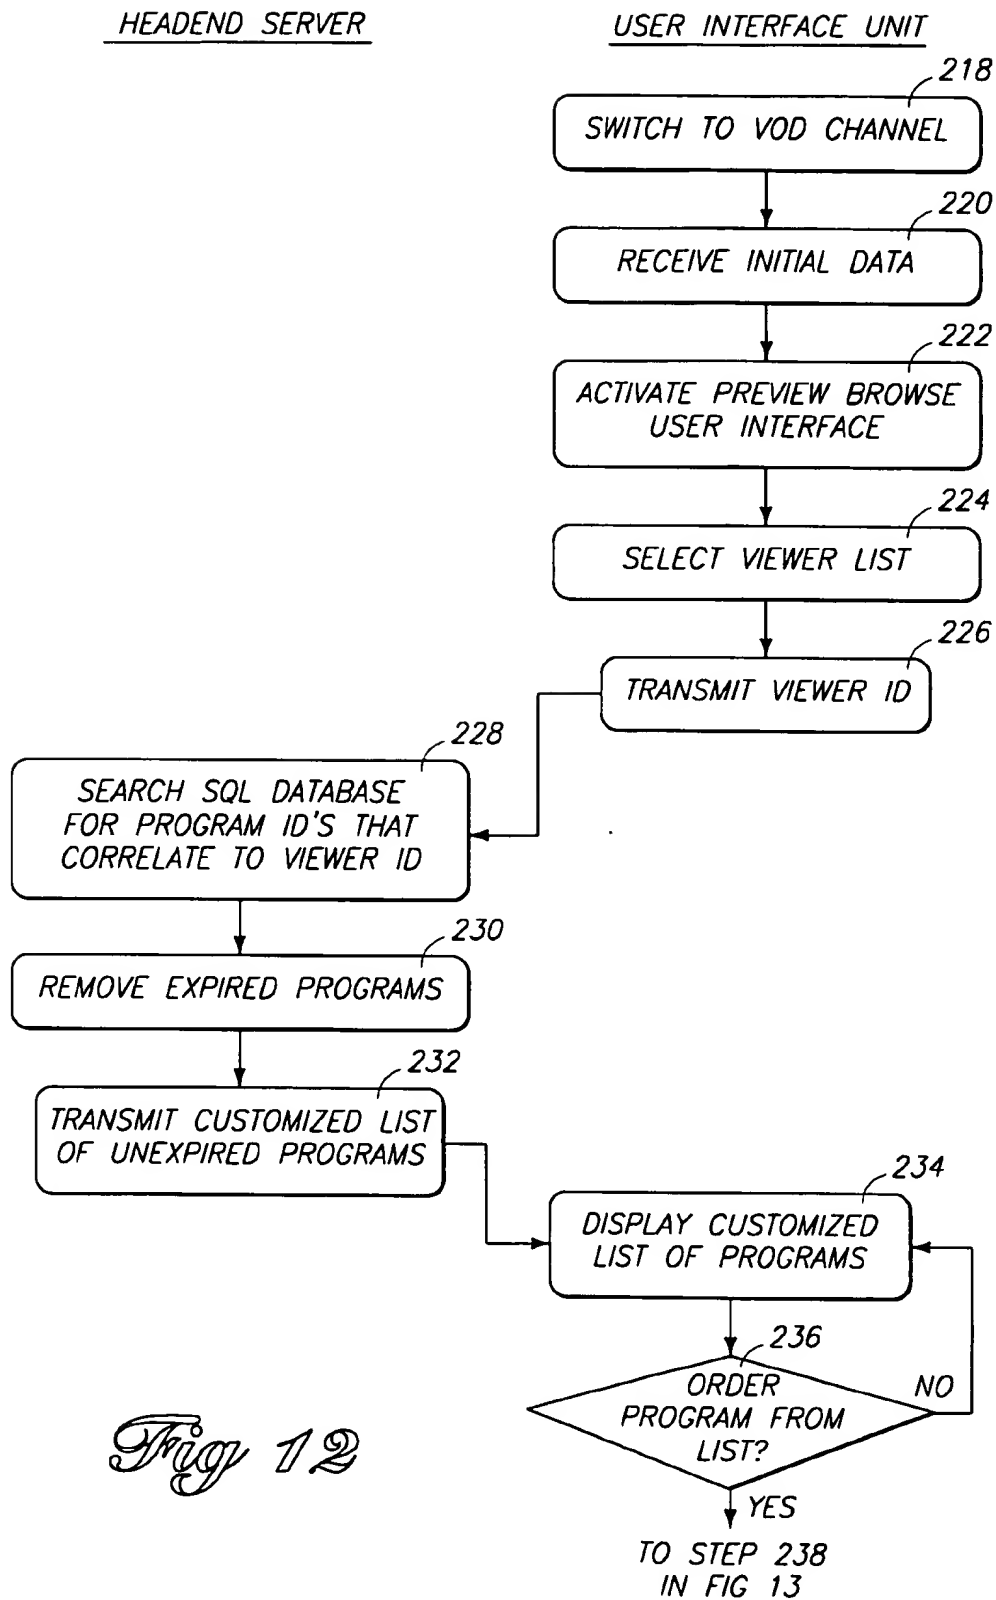 HEADEND SERVER
USER INTERFACE UNIT
218
SWITCH TO VOD CHANNEL
220
RECEIVE INITIAL DATA
222
ACTIVATE PREVIEW BROWSE
USER INTERFACE
224
SELECT VIEWER LIST
226
TRANSMIT VIEWER ID
228
SEARCH SQL DATABASE
FOR PROGRAM ID'S THAT
CORRELATE TO VIEWER ID
230
REMOVE EXPIRED PROGRAMS
232
TRANSMIT CUSTOMIZED LIST
OF UNEXPIRED PROGRAMS
234
DISPLAY CUSTOMIZED
LIST OF PROGRAMS
236
ORDER
PROGRAM FROM
LIST?
NO
YES
TO STEP 238
IN FIG 13
Fig 12